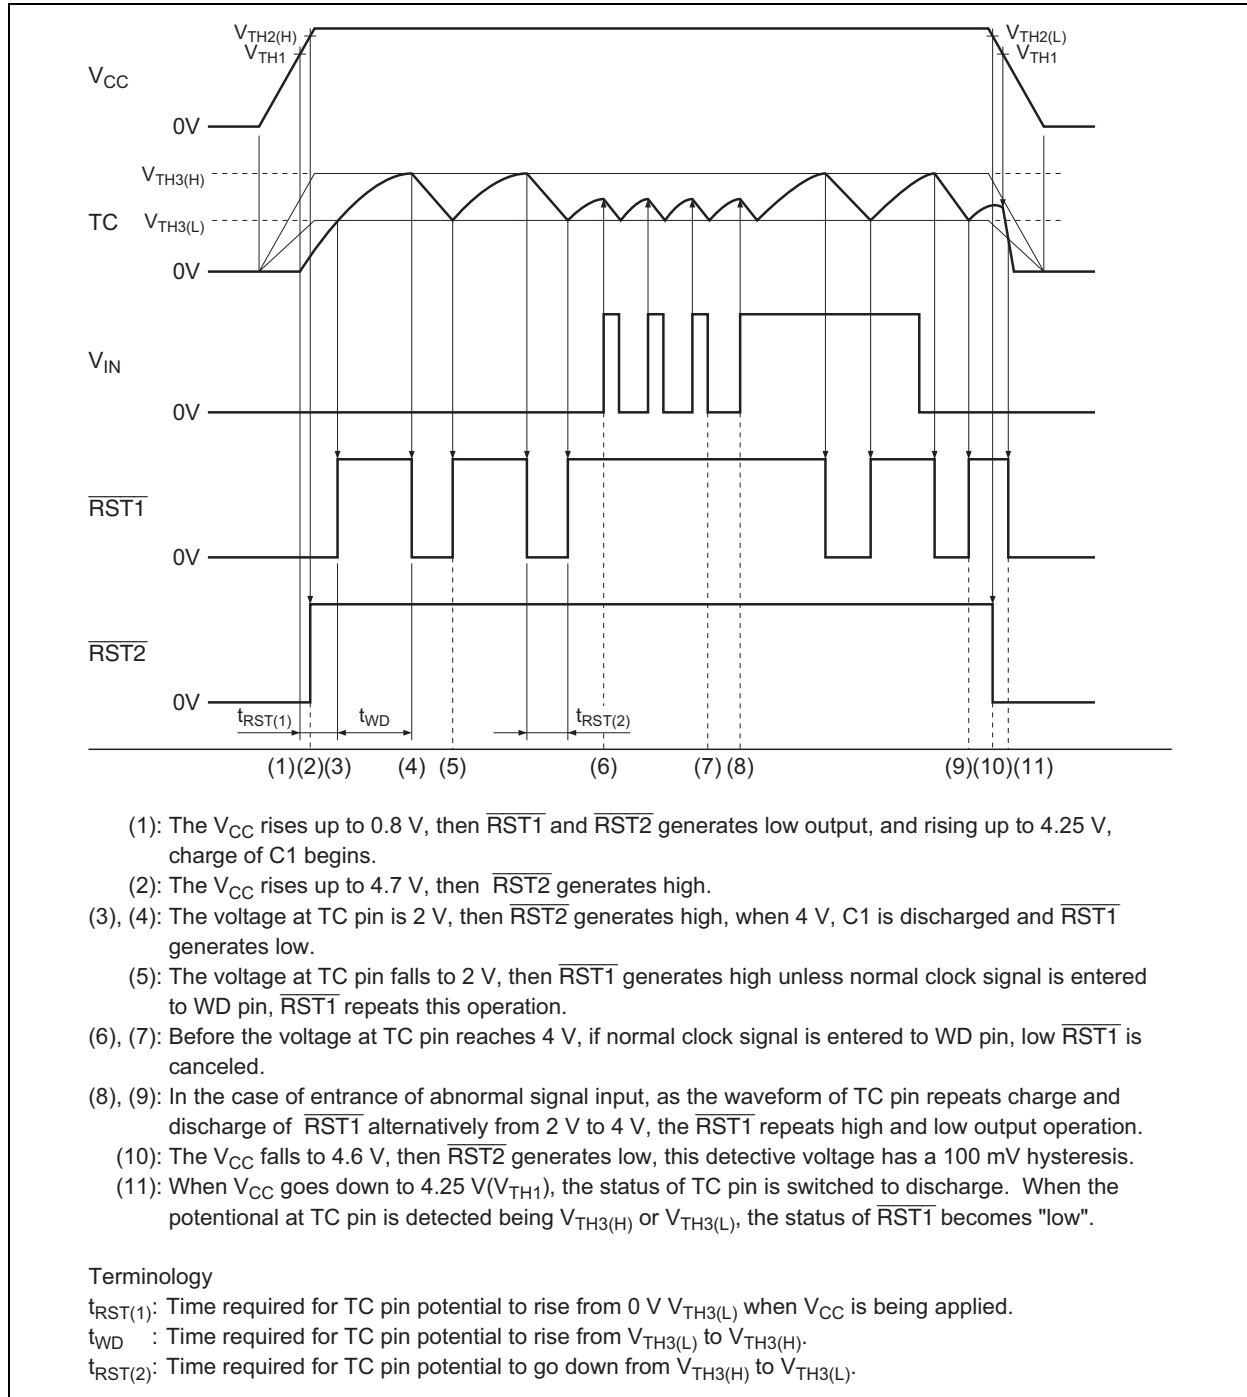 VTH2(H)
VTH1
VTH2(L)
VTH1
VCC
0V
VTH3(H)
TC
VTH3(L)
0V
VIN
0V
RST1
0V
RST2
0V
tRST(1)
tWD
tRST(2)
(1)(2)(3) (4) (5) (6) (7) (8) (9)(10)(11)
(1): The VCC rises up to 0.8 V, then RST1 and RST2 generates low output, and rising up to 4.25 V,
charge of C1 begins.
(2): The VCC rises up to 4.7 V, then RST2 generates high.
(3), (4): The voltage at TC pin is 2 V, then RST2 generates high, when 4 V, C1 is discharged and RST1
generates low.
(5): The voltage at TC pin falls to 2 V, then RST1 generates high unless normal clock signal is entered
to WD pin, RST1 repeats this operation.
(6), (7): Before the voltage at TC pin reaches 4 V, if normal clock signal is entered to WD pin, low RST1 is
canceled.
(8), (9): In the case of entrance of abnormal signal input, as the waveform of TC pin repeats charge and
discharge of RST1 alternatively from 2 V to 4 V, the RST1 repeats high and low output operation.
(10): The VCC falls to 4.6 V, then RST2 generates low, this detective voltage has a 100 mV hysteresis.
(11): When VCC goes down to 4.25 V(VTH1), the status of TC pin is switched to discharge. When the
potentional at TC pin is detected being VTH3(H) or VTH3(L), the status of RST1 becomes "low".
Terminology
tRST(1): Time required for TC pin potential to rise from 0 V VTH3(L) when VCC is being applied.
tWD : Time required for TC pin potential to rise from VTH3(L) to VTH3(H).
tRST(2): Time required for TC pin potential to go down from VTH3(H) to VTH3(L).